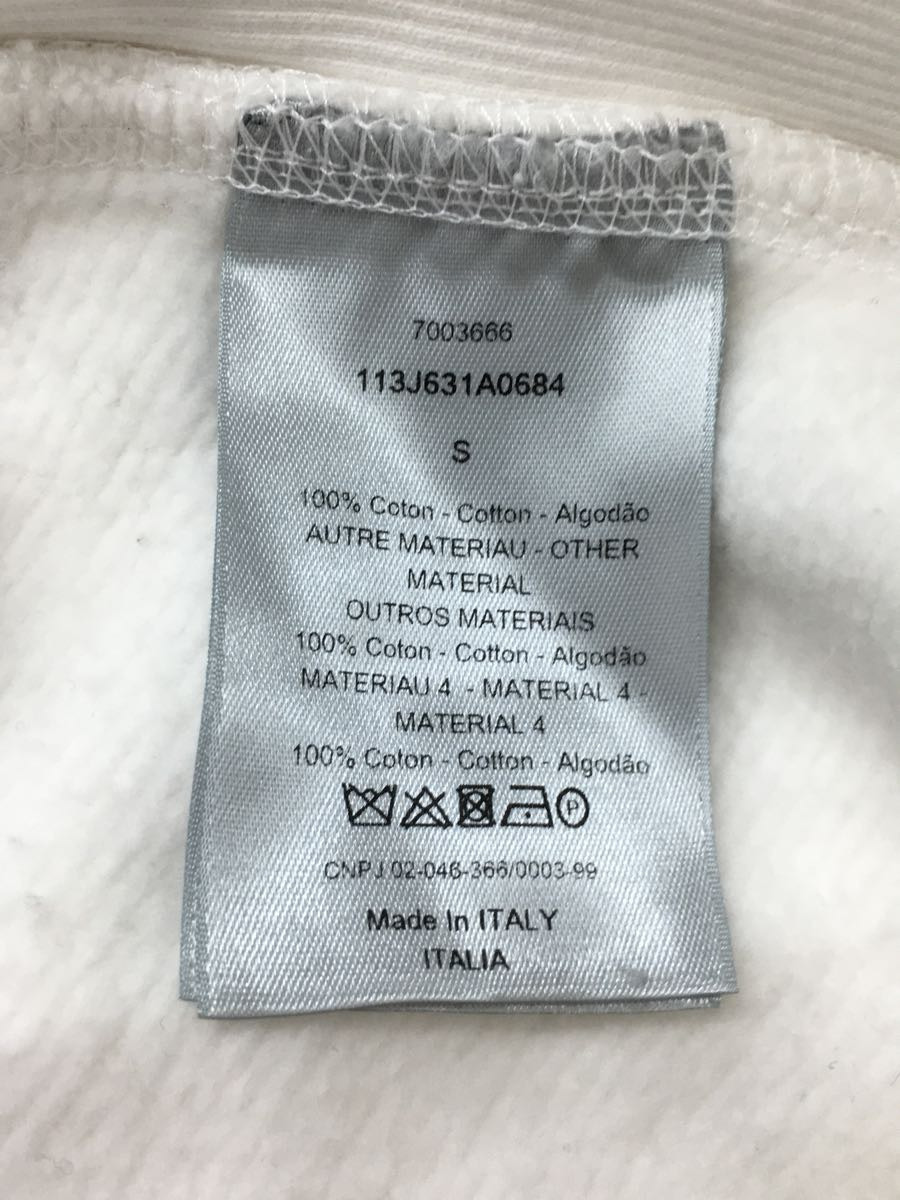 7003666
113J631A0684
S
100% Coton - Cotton - Algodão
AUTRE MATERIAU - OTHER
MATERIAL
OUTROS MATERIAIS
100% Coton - Cotton - Algodão
MATERIAU 4 - MATERIAL 4 -
MATERIAL 4
100% Coton - Cotton - Algodão
P
CNPJ 02-046-366/0003-99
Made In ITALY
ITALIA